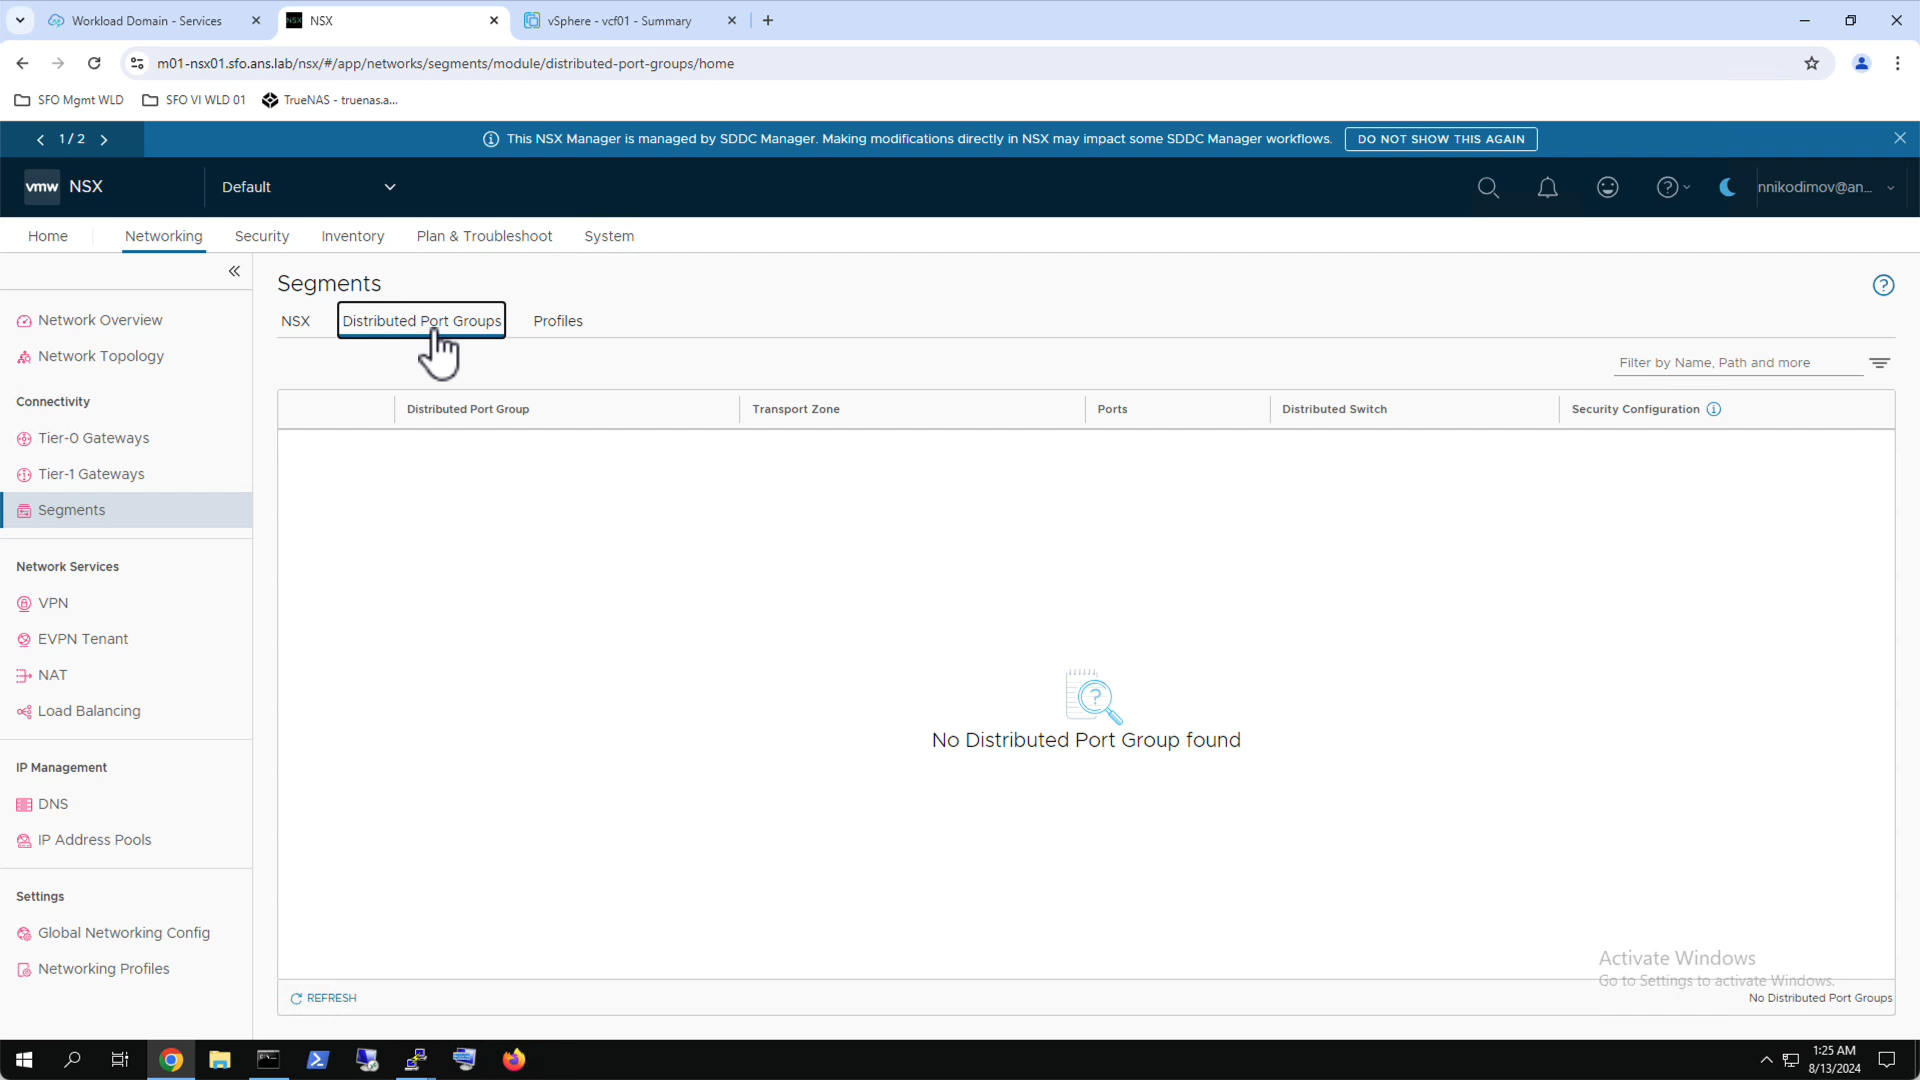 Workload Domain - Services
NSX
vSphere - vcf01 - Summary
m01-nsx01.sfo.ans.lab/nsx/#/app/networks/segments/module/distributed-port-groups/home
SFO Mgmt WLD
SFO VI WLD 01
TrueNAS - truenas.a...
1 / 2
This NSX Manager is managed by SDDC Manager. Making modifications directly in NSX may impact some SDDC Manager workflows.
DO NOT SHOW THIS AGAIN
vmw NSX
Default
nnikodimov@an...
Home
Networking
Security
Inventory
Plan & Troubleshoot
System
Network Overview
Network Topology
Connectivity
Tier-0 Gateways
Tier-1 Gateways
Segments
Network Services
VPN
EVPN Tenant
NAT
Load Balancing
IP Management
DNS
IP Address Pools
Settings
Global Networking Config
Networking Profiles
Segments
NSX
Distributed Port Groups
Profiles
Filter by Name, Path and more
Distributed Port Group
Transport Zone
Ports
Distributed Switch
Security Configuration
No Distributed Port Group found
Activate Windows
Go to Settings to activate Windows.
REFRESH
No Distributed Port Groups
1:25 AM
8/13/2024